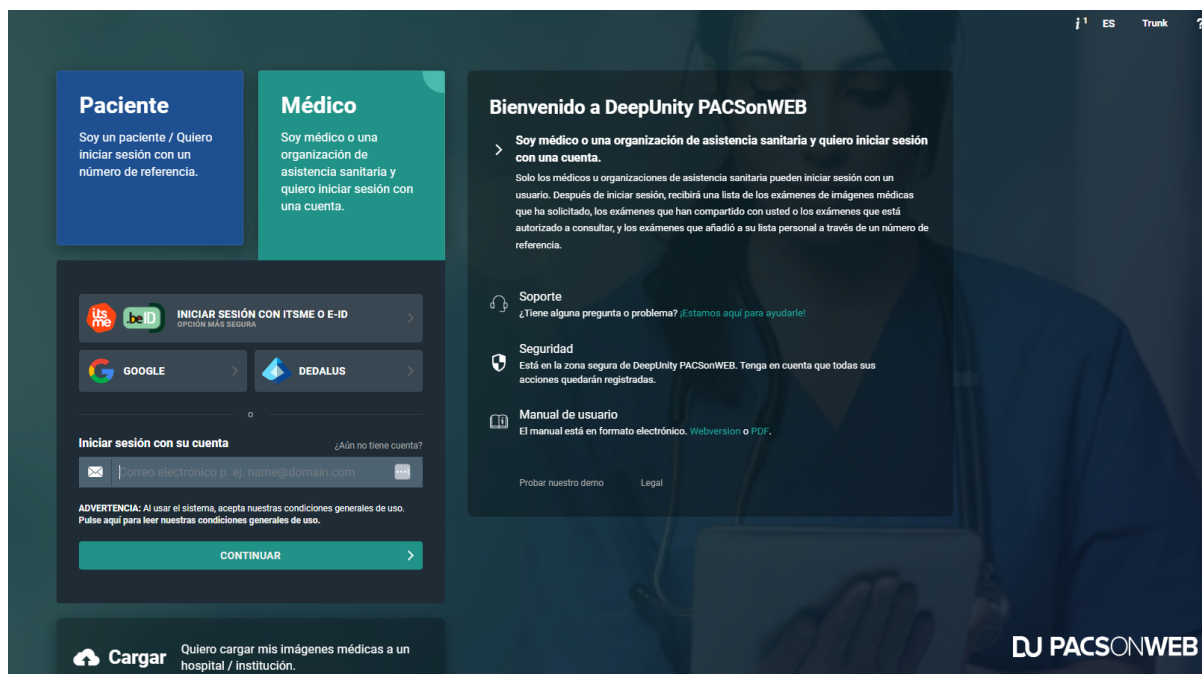 i 1 ES Trunk ?
Paciente
Soy un paciente / Quiero
iniciar sesión con un
número de referencia.
Médico
Soy médico o una
organización de
asistencia sanitaria y
quiero iniciar sesión con
una cuenta.
its
me
.beID
INICIAR SESIÓN CON ITSME O E-ID
OPCIÓN MÁS SEGURA
GOOGLE
DEDALUS
o
Iniciar sesión con su cuenta
¿Aún no tiene cuenta?
Correo electrónico p. ej. name@domain.com
ADVERTENCIA: Al usar el sistema, acepta nuestras condiciones generales de uso.
Pulse aquí para leer nuestras condiciones generales de uso.
CONTINUAR
Cargar
Quiero cargar mis imágenes médicas a un
hospital / institución.
Bienvenido a DeepUnity PACSonWEB
Soy médico o una organización de asistencia sanitaria y quiero iniciar sesión
con una cuenta.
Solo los médicos u organizaciones de asistencia sanitaria pueden iniciar sesión con un
usuario. Después de iniciar sesión, recibirá una lista de los exámenes de imágenes médicas
que ha solicitado, los exámenes que han compartido con usted o los exámenes que está
autorizado a consultar, y los exámenes que añadió a su lista personal a través de un número de
referencia.
Soporte
¿Tiene alguna pregunta o problema? ¡Estamos aquí para ayudarle!
Seguridad
Está en la zona segura de DeepUnity PACSonWEB. Tenga en cuenta que todas sus
acciones quedarán registradas.
Manual de usuario
El manual está en formato electrónico. Webversion o PDF.
Probar nuestro demo
Legal
DU PACSONWEB